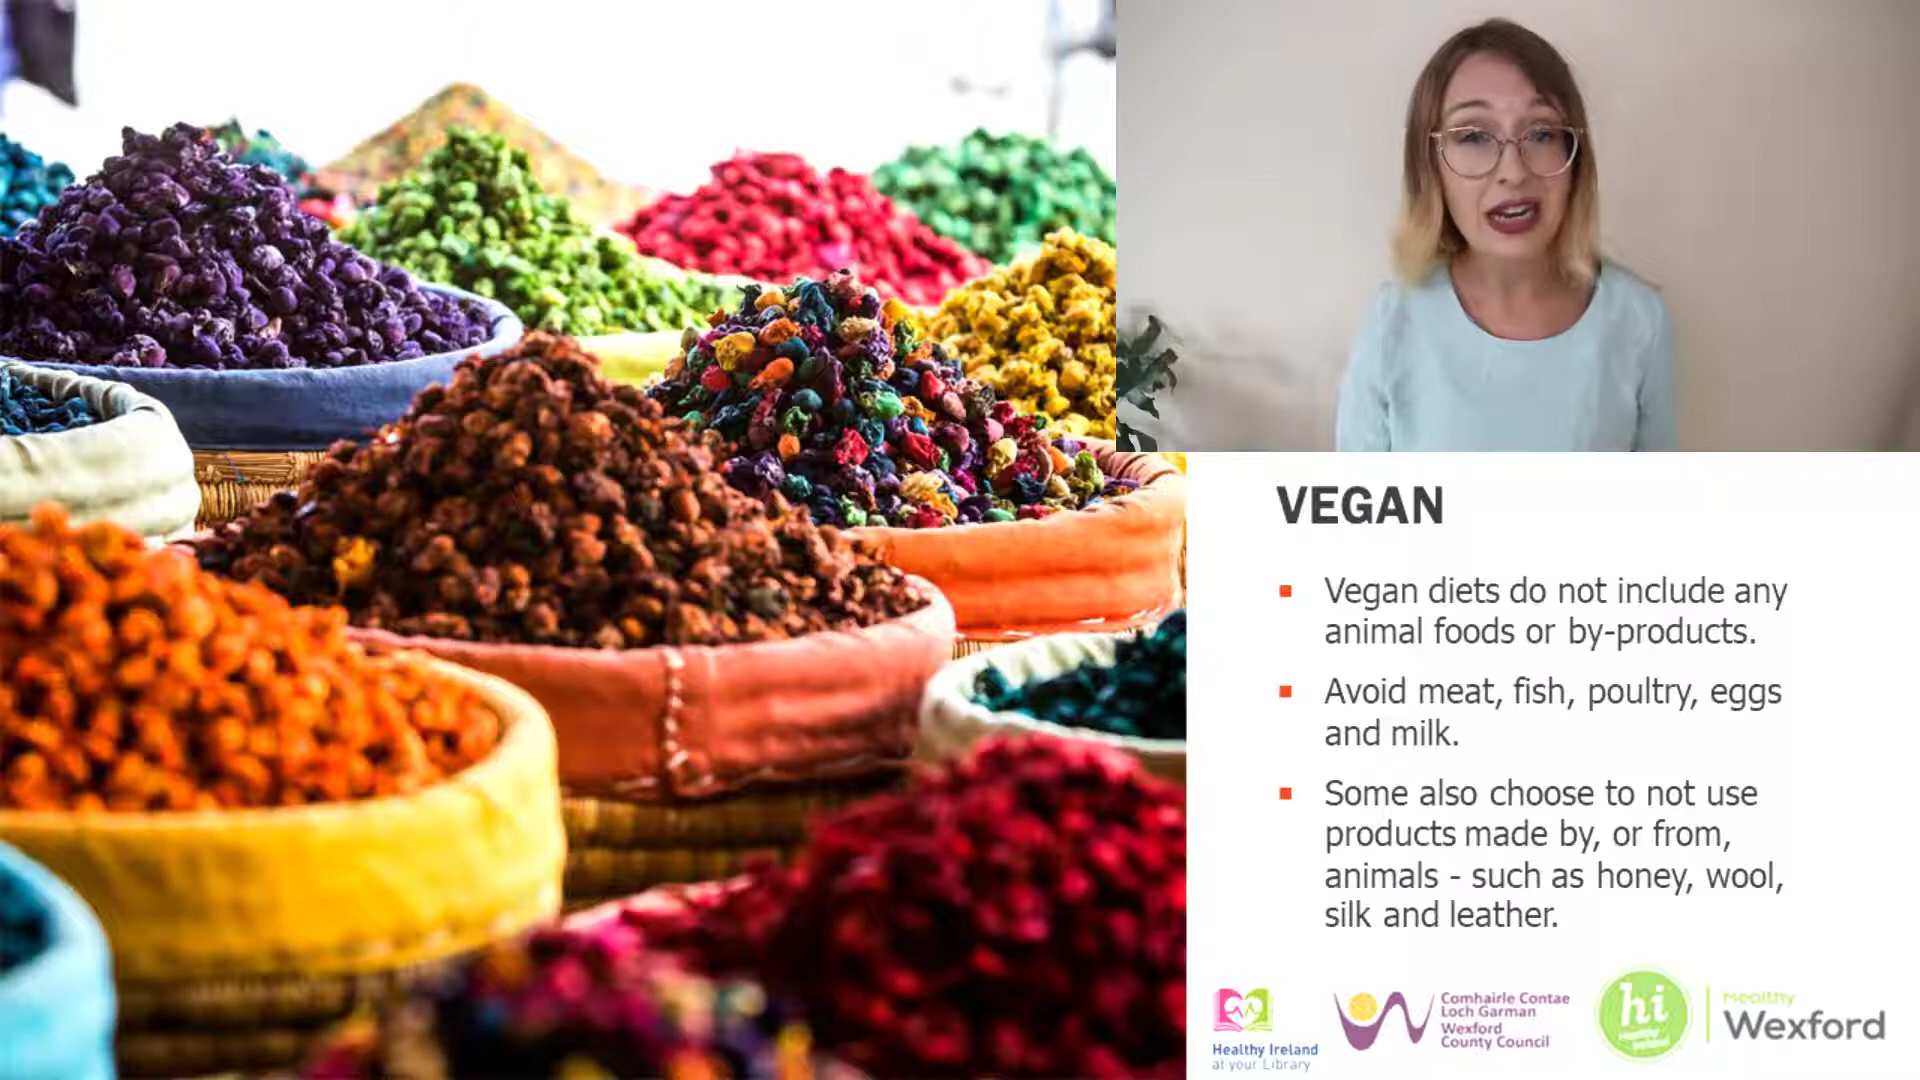 VEGAN
Vegan diets do not include any
animal foods or by-products.
Avoid meat, fish, poultry, eggs
and milk.
Some also choose to not use
products made by, or from,
animals - such as honey, wool,
silk and leather.
Healthy Ireland
at your Library
Comhairle Contae
Loch Garman
Wexford
County Council
hi
Healthy
Ireland
Healthy
Wexford